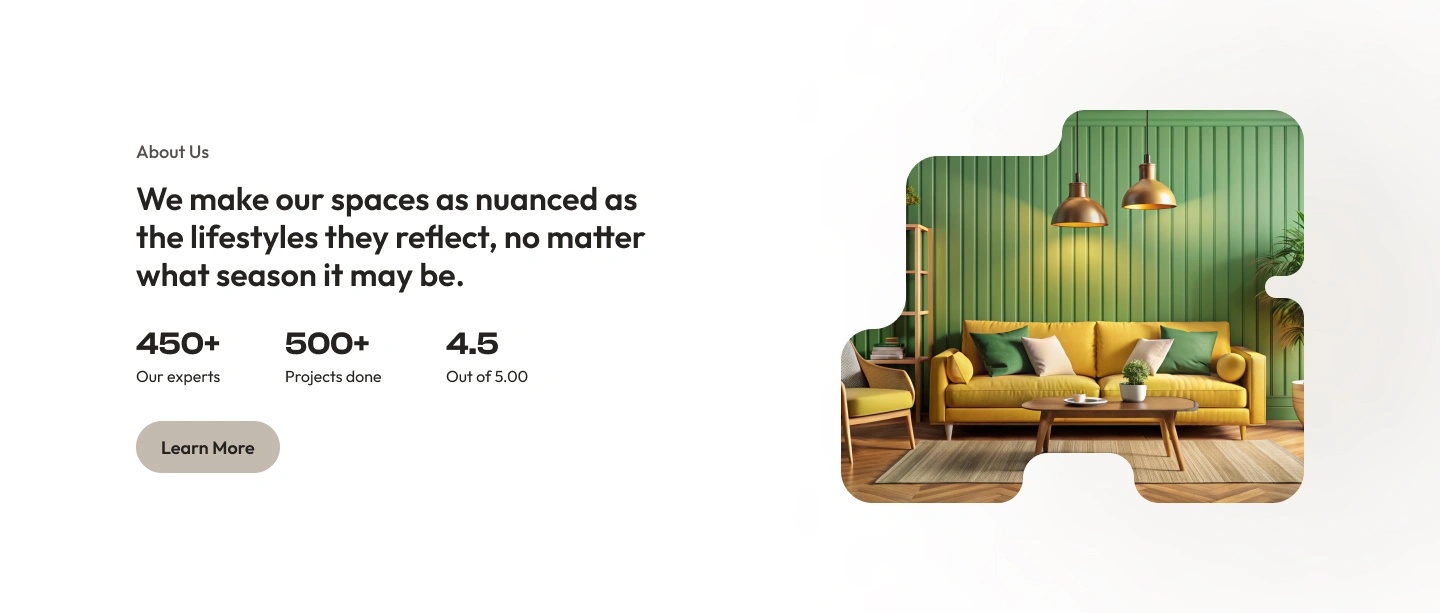 About Us
We make our spaces as nuanced as
the lifestyles they reflect, no matter
what season it may be.
450+
Our experts
500+
Projects done
4.5
Out of 5.00
Learn More